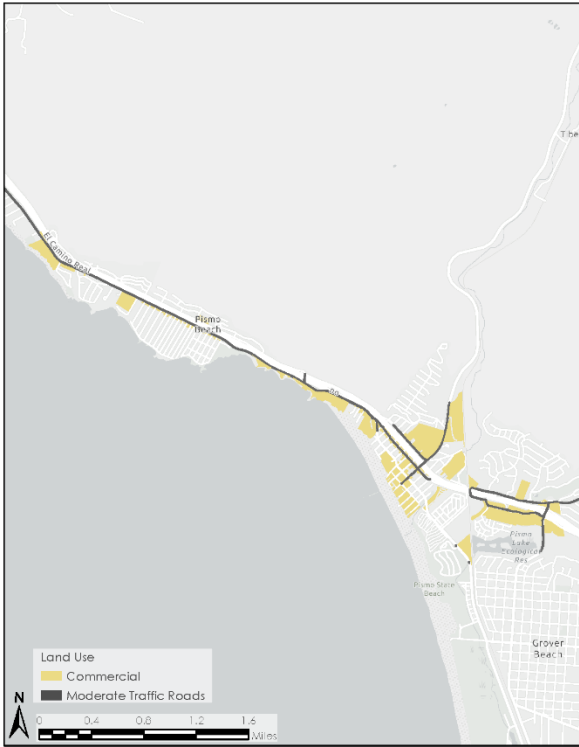 Tibe
El Camino Real
Pismo
Beach
Pismo
Lake
Ecological
Res
Pismo State
Beach
Grover
Beach
Land Use
Commercial
Moderate Traffic Roads
N
0 0.4 0.8 1.2 1.6
Miles